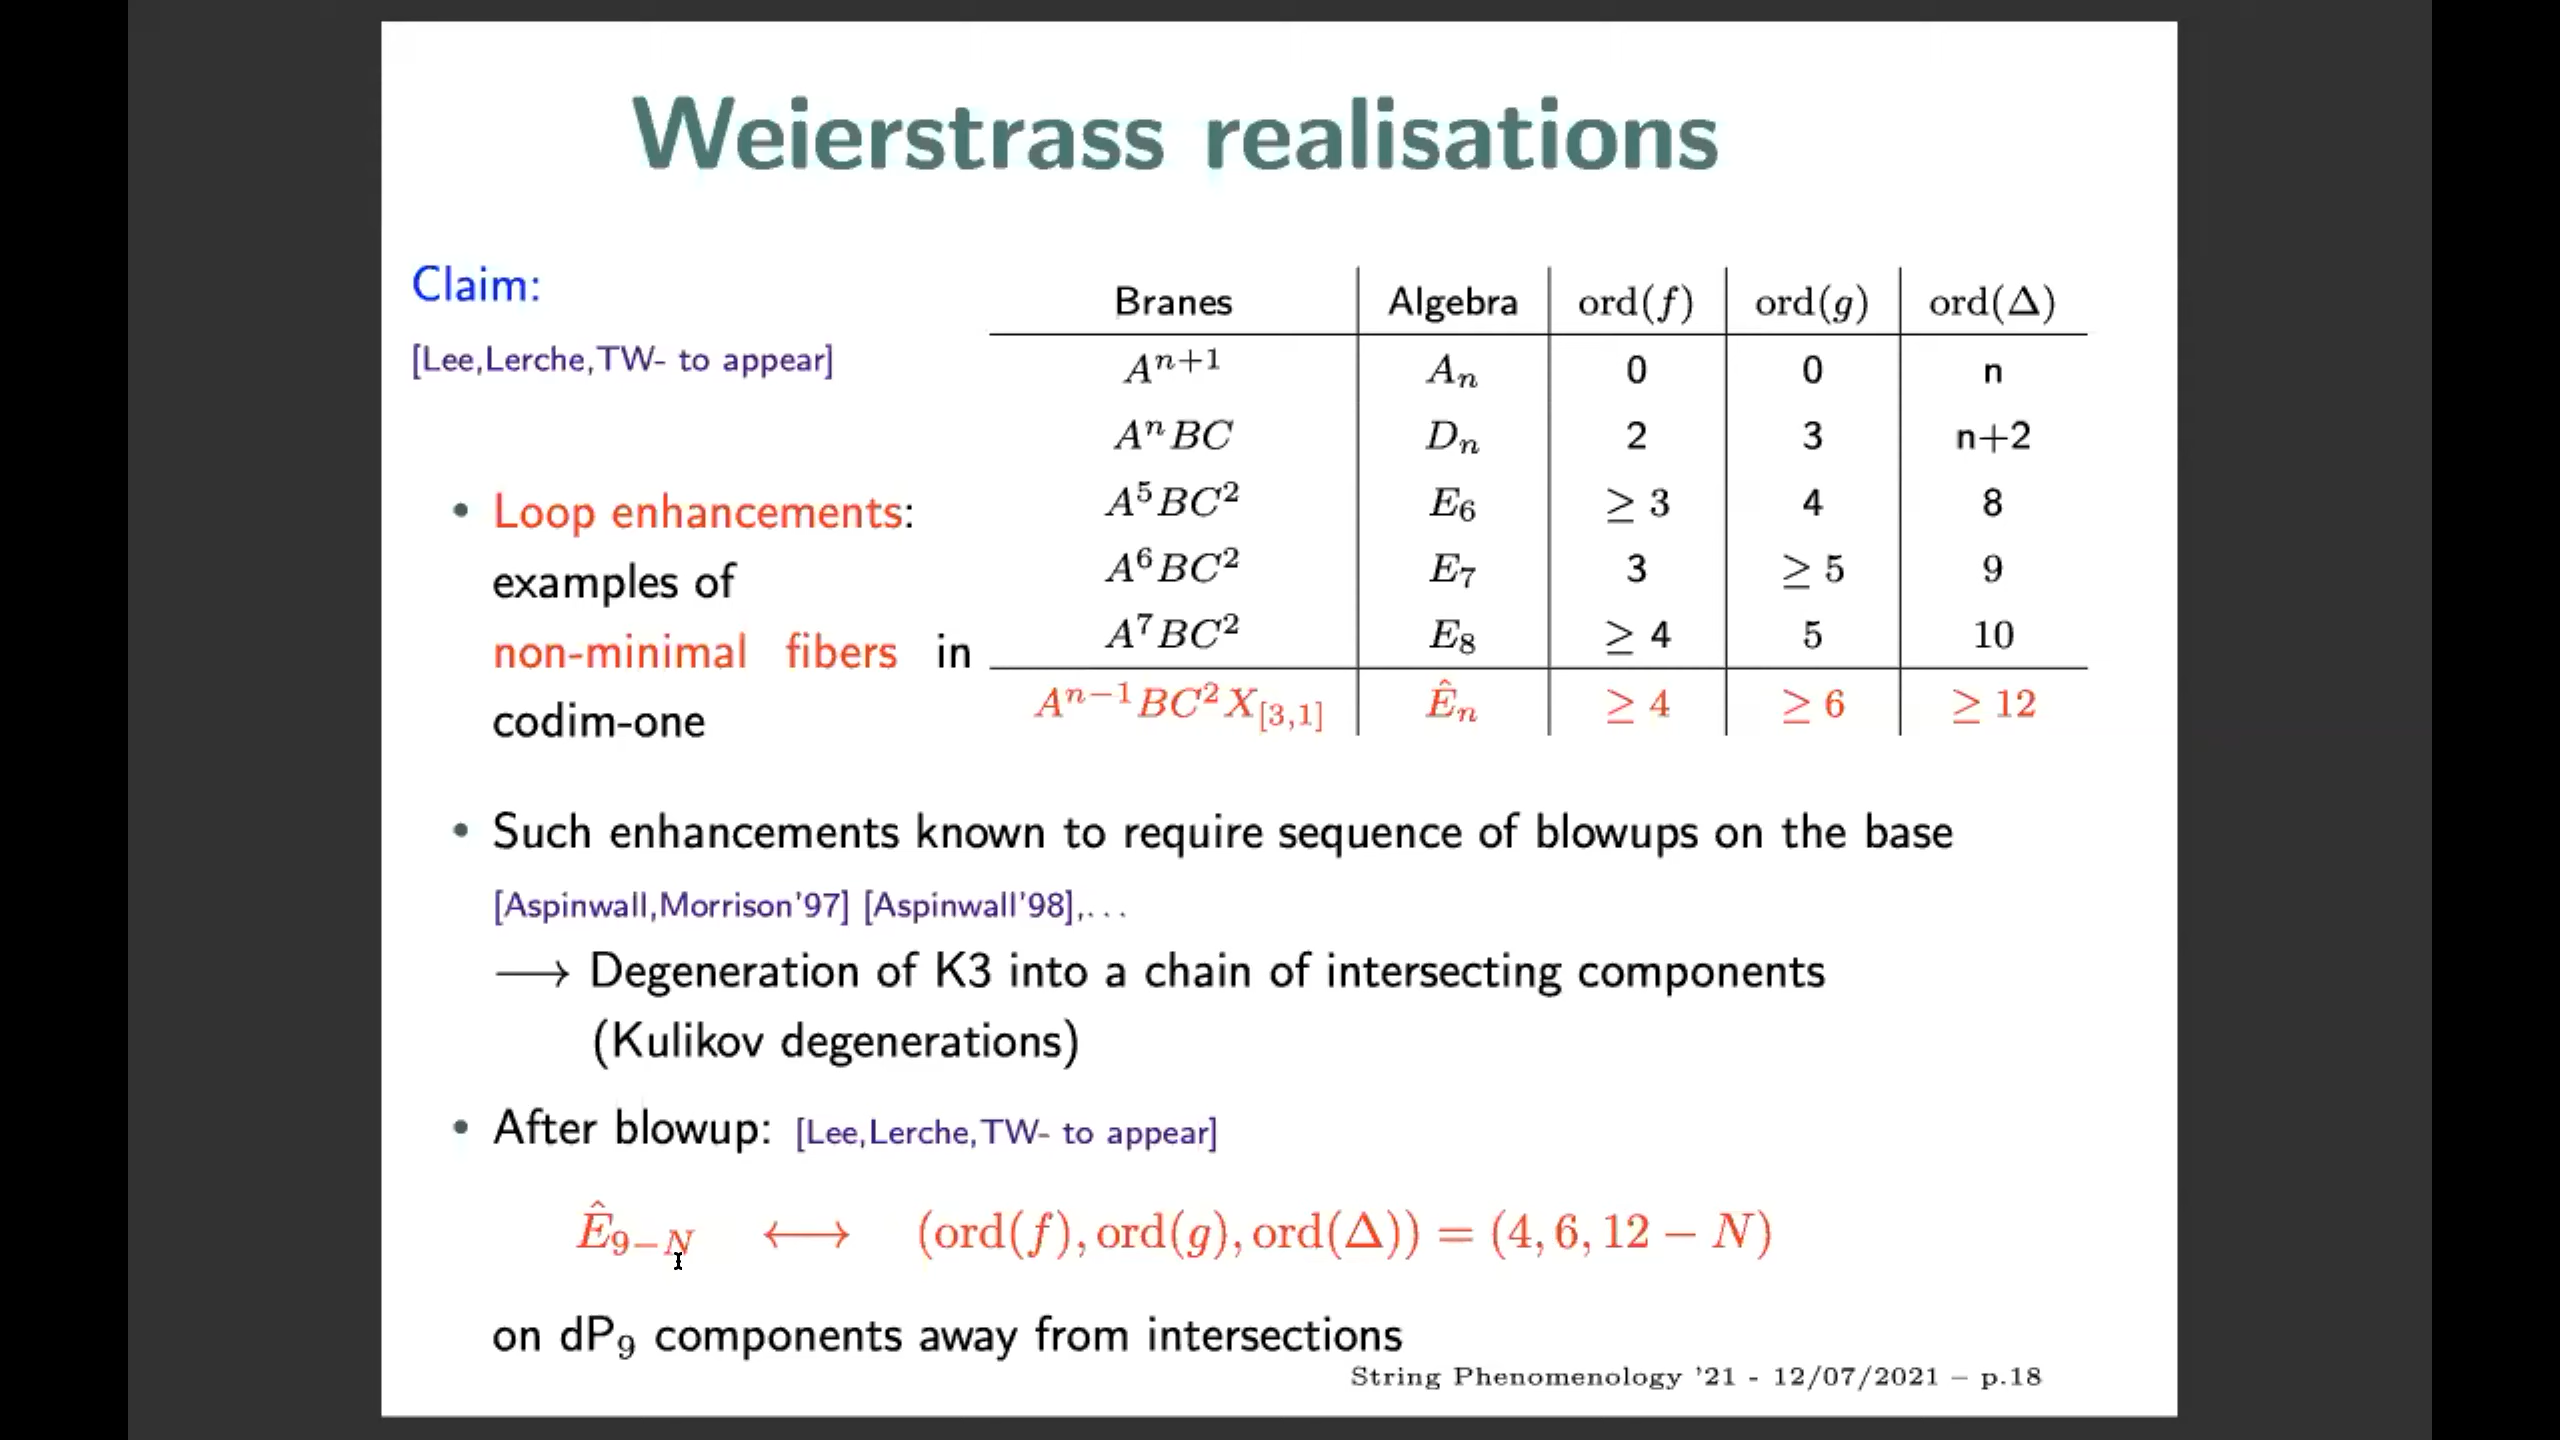 Weierstrass realisations
Claim:
[Lee,Lerche,TW- to appear]
• Loop enhancements:
examples of
non-minimal fibers in
codim-one
Branes Algebra ord(f) ord(g) ord(Δ)
A^{n+1} A_n 0 0 n
A^n BC D_n 2 3 n+2
A^5 BC^2 E_6 ≥ 3 4 8
A^6 BC^2 E_7 3 ≥ 5 9
A^7 BC^2 E_8 ≥ 4 5 10
A^{n−1} BC^2 X_{[3,1]} Ê_n ≥ 4 ≥ 6 ≥ 12
• Such enhancements known to require sequence of blowups on the base
[Aspinwall,Morrison'97] [Aspinwall'98],...
⟶ Degeneration of K3 into a chain of intersecting components
(Kulikov degenerations)
• After blowup: [Lee,Lerche,TW- to appear]
Ê_{9−N} ⟷ (ord(f), ord(g), ord(Δ)) = (4, 6, 12 − N)
on dP_9 components away from intersections
String Phenomenology '21 - 12/07/2021 – p.18